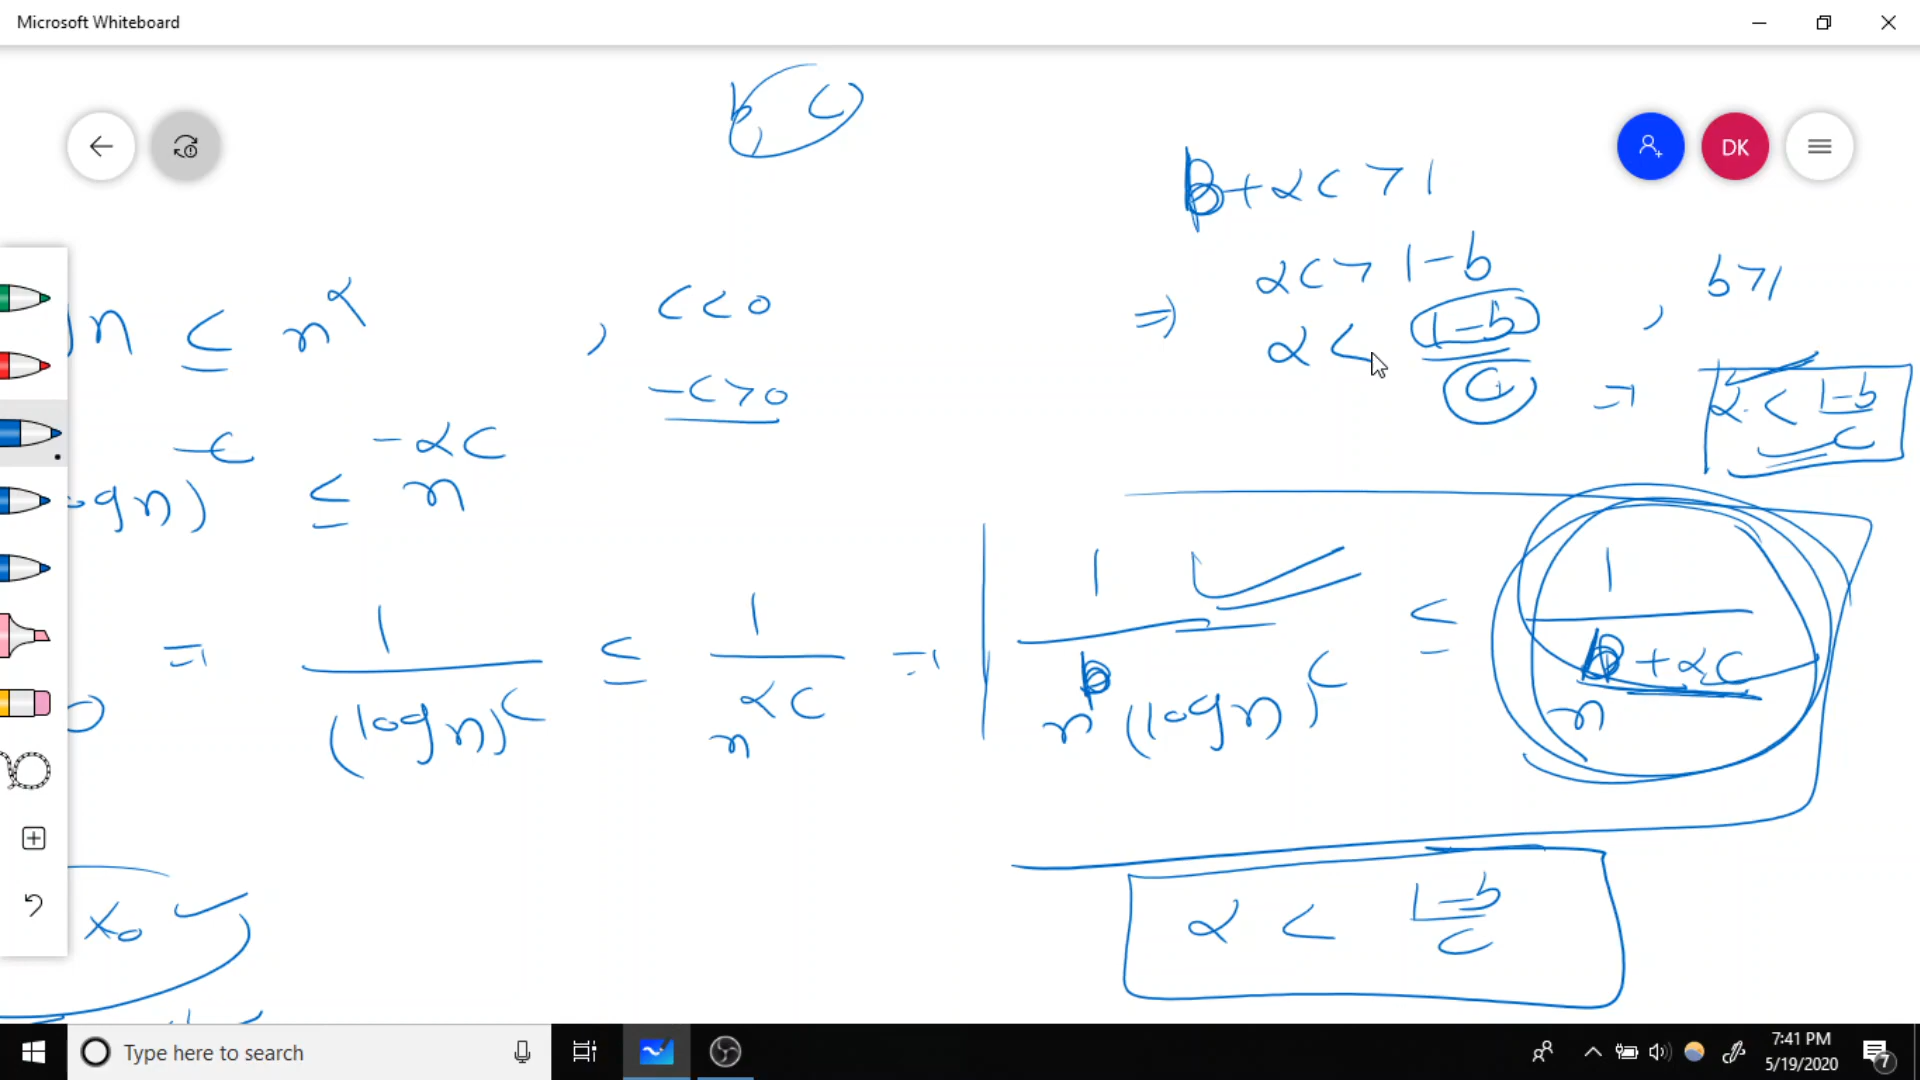 Microsoft Whiteboard
b, c
DK
b + αc > 1
αc > 1 - b
⇒ α < (1-b)/c , b > 1
⇒ α < (1-b)/c
n ≤ n^α , c < 0
-c > 0
log n)^-c ≤ n^-αc
⇒ 1/(log n)^c ≤ 1/n^αc ⇒ 1/(n^b (log n)^c) ≤ 1/n^(b+αc)
x₀
α < (1-b)/c
Type here to search
7:41 PM
5/19/2020
7